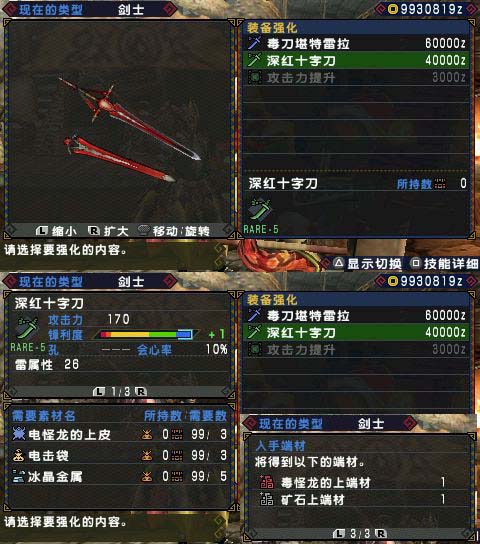 现在的类型 剑士
9930819z
装备强化
毒刀堪特雷拉 60000z
深红十字刀 40000z
攻击力提升 3000z
深红十字刀 所持数 0
RARE-5
L 缩小 R 扩大 移动/旋转
请选择要强化的内容。
△显示切换 □技能详细
现在的类型 剑士
9930819z
深红十字刀
攻击力 170
锋利度 +1
RARE-5 孔 --- 会心率 10%
雷属性 26
L 1/3 R
装备强化
毒刀堪特雷拉 60000z
深红十字刀 40000z
攻击力提升 3000z
需要素材名 所持数/需要数
电怪龙的上皮 0 99/ 3
电击袋 0 99/ 3
冰晶金属 0 99/ 5
请选择要强化的内容。
现在的类型 剑士
入手端材
将得到以下的端材。
毒怪龙的上端材 1
矿石上端材 1
L 3/3 R